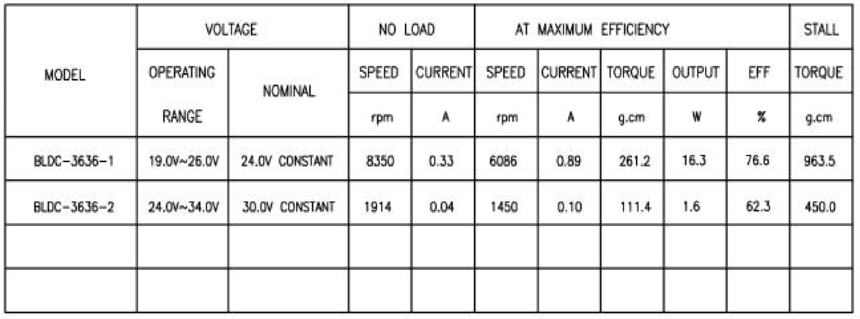 VOLTAGE NO LOAD AT MAXIMUM EFFICIENCY STALL
MODEL OPERATING RANGE NOMINAL SPEED CURRENT SPEED CURRENT TORQUE OUTPUT EFF TORQUE
rpm A rpm A g.cm W % g.cm
BLDC-3636-1 19.0V~26.0V 24.0V CONSTANT 8350 0.33 6086 0.89 261.2 16.3 76.6 963.5
BLDC-3636-2 24.0V~34.0V 30.0V CONSTANT 1914 0.04 1450 0.10 111.4 1.6 62.3 450.0